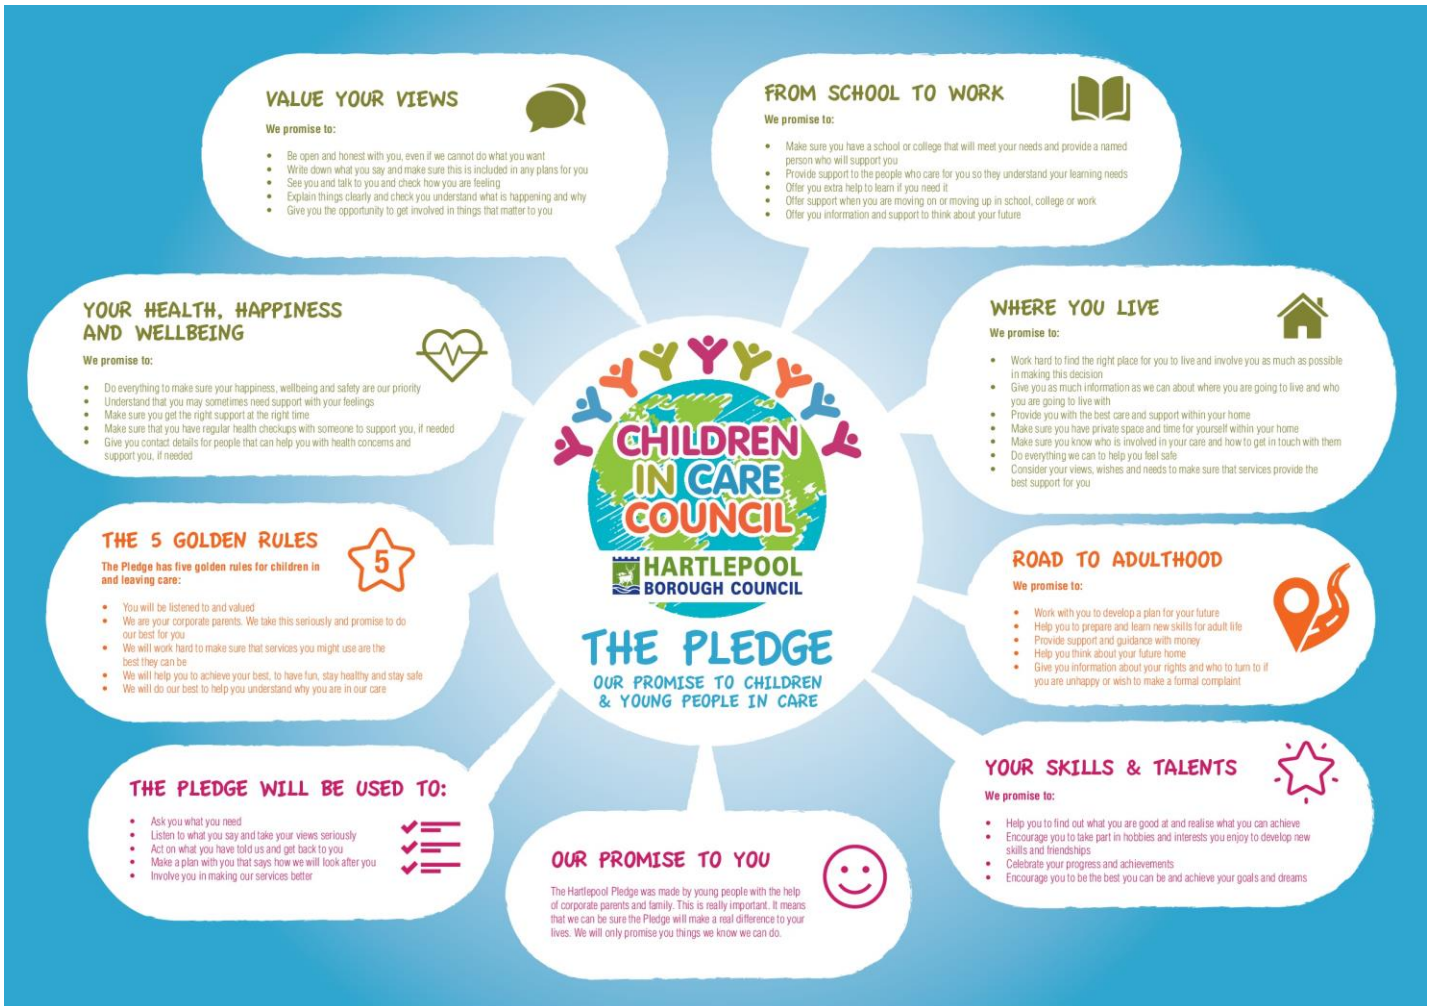 VALUE YOUR VIEWS
We promise to:
• Be open and honest with you, even if we cannot do what you want
• Write down what you say and make sure this is included in any plans for you
• See you and talk to you and check how you are feeling
• Explain things clearly and check you understand what is happening and why
• Give you the opportunity to get involved in things that matter to you
FROM SCHOOL TO WORK
We promise to:
• Make sure you have a school or college that will meet your needs and provide a named
person who will support you
• Provide support to the people who care for you so they understand your learning needs
• Offer you extra help to learn if you need it
• Offer support when you are moving on or moving up in school, college or work
• Offer you information and support to think about your future
YOUR HEALTH, HAPPINESS
AND WELLBEING
We promise to:
• Do everything to make sure your happiness, wellbeing and safety are our priority
• Understand that you may sometimes need support with your feelings
• Make sure you get the right support at the right time
• Make sure that you have regular health checkups with someone to support you, if needed
• Give you contact details for people that can help you with health concerns and
support you, if needed
WHERE YOU LIVE
We promise to:
• Work hard to find the right place for you to live and involve you as much as possible
in making this decision
• Give you as much information as we can about where you are going to live and who
you are going to live with
• Provide you with the best care and support within your home
• Make sure you have private space and time for yourself within your home
• Make sure you know who is involved in your care and how to get in touch with them
• Do everything we can to help you feel safe
• Consider your views, wishes and needs to make sure that services provide the
best support for you
CHILDREN
IN CARE
COUNCIL
HARTLEPOOL
BOROUGH COUNCIL
THE PLEDGE
OUR PROMISE TO CHILDREN
& YOUNG PEOPLE IN CARE
THE 5 GOLDEN RULES
5
The Pledge has five golden rules for children in
and leaving care:
• You will be listened to and valued
• We are your corporate parents. We take this seriously and promise to do
our best for you
• We will work hard to make sure that services you might use are the
best they can be
• We will help you to achieve your best, to have fun, stay healthy and stay safe
• We will do our best to help you understand why you are in our care
ROAD TO ADULTHOOD
We promise to:
• Work with you to develop a plan for your future
• Help you to prepare and learn new skills for adult life
• Provide support and guidance with money
• Help you think about your future home
• Give you information about your rights and who to turn to if
you are unhappy or wish to make a formal complaint
THE PLEDGE WILL BE USED TO:
• Ask you what you need
• Listen to what you say and take your views seriously
• Act on what you have told us and get back to you
• Make a plan with you that says how we will look after you
• Involve you in making our services better
OUR PROMISE TO YOU
The Hartlepool Pledge was made by young people with the help
of corporate parents and family. This is really important. It means
that we can be sure the Pledge will make a real difference to your
lives. We will only promise you things we know we can do.
YOUR SKILLS & TALENTS
We promise to:
• Help you to find out what you are good at and realise what you can achieve
• Encourage you to take part in hobbies and interests you enjoy to develop new
skills and friendships
• Celebrate your progress and achievements
• Encourage you to be the best you can be and achieve your goals and dreams